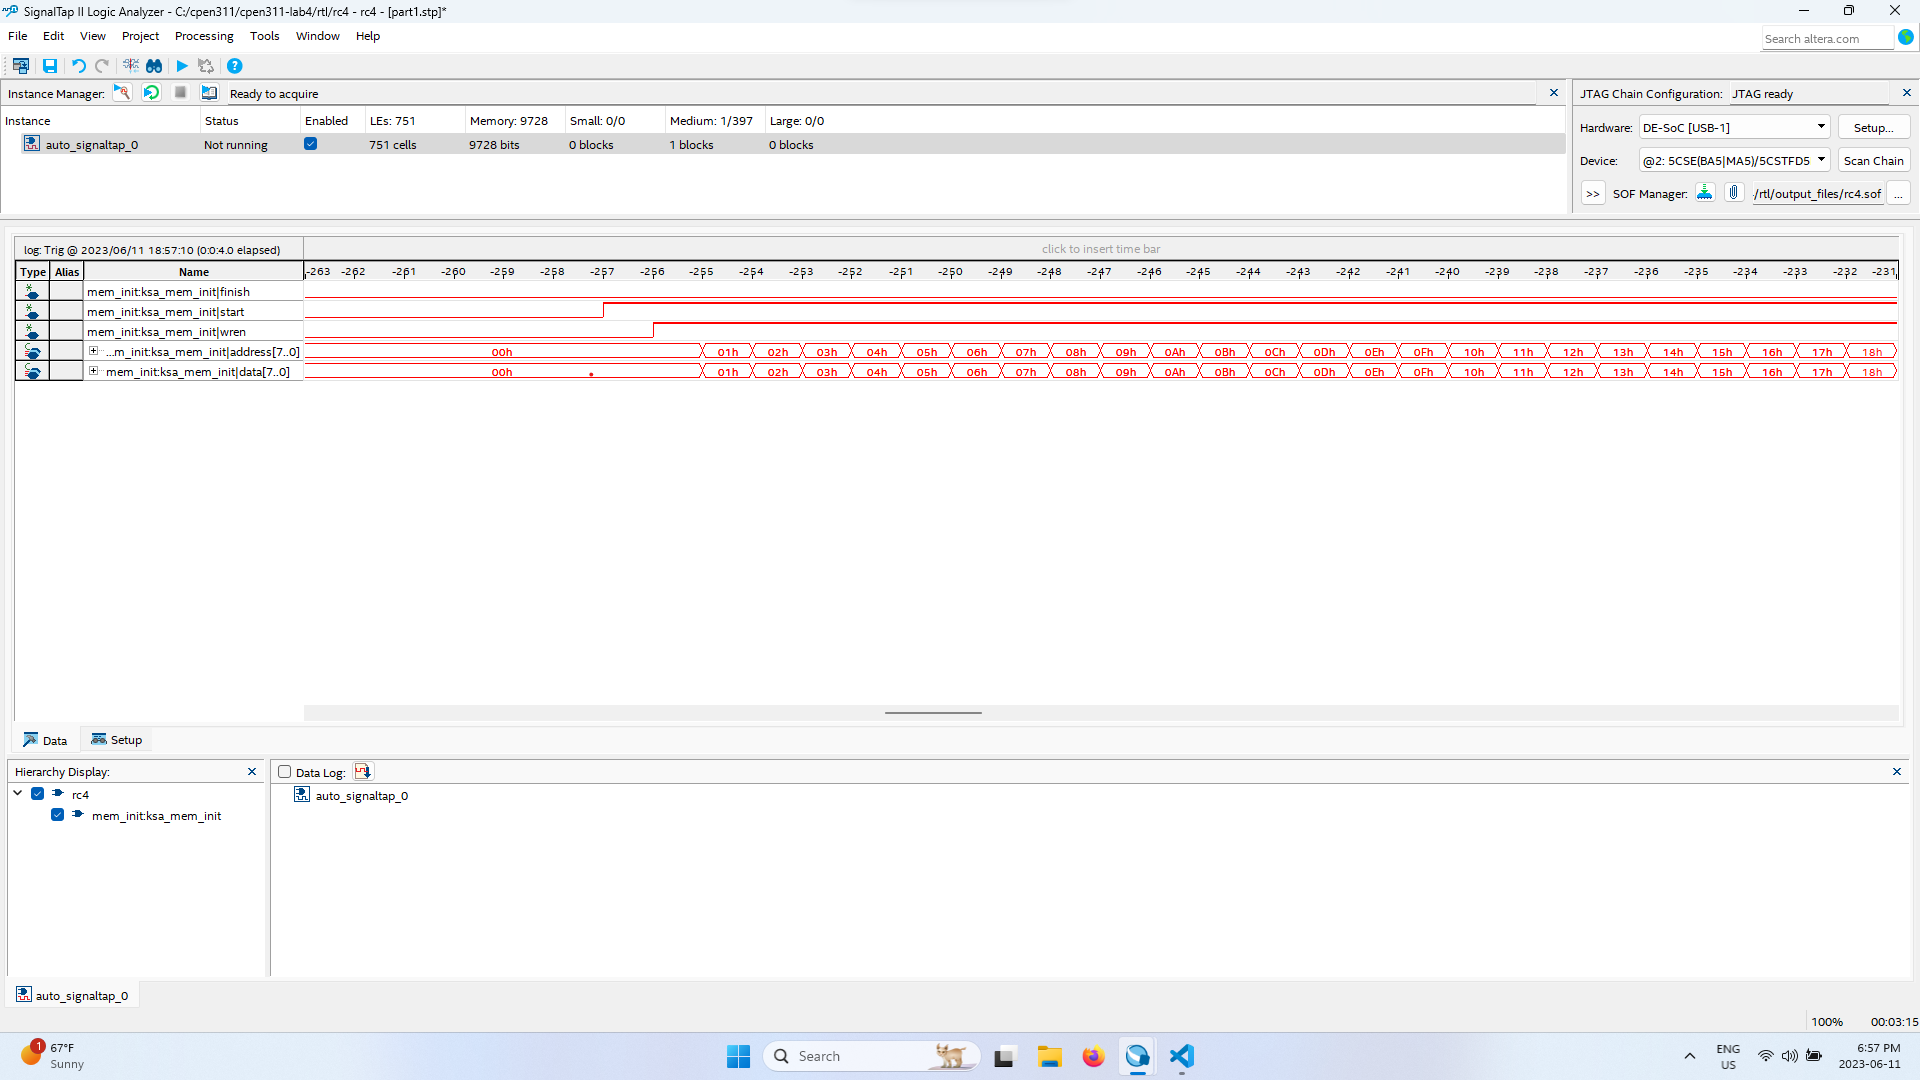 SignalTap II Logic Analyzer - C:/cpen311/cpen311-lab4/rtl/rc4 - rc4 - [part1.stp]*
File Edit View Project Processing Tools Window Help
Search altera.com
Instance Manager: Ready to acquire
Instance Status Enabled LEs: 751 Memory: 9728 Small: 0/0 Medium: 1/397 Large: 0/0
auto_signaltap_0 Not running 751 cells 9728 bits 0 blocks 1 blocks 0 blocks
JTAG Chain Configuration: JTAG ready
Hardware: DE-SoC [USB-1] Setup...
Device: @2: 5CSE(BA5|MA5)/5CSTFD5 Scan Chain
>> SOF Manager: /rtl/output_files/rc4.sof ...
log: Trig @ 2023/06/11 18:57:10 (0:0:4.0 elapsed) click to insert time bar
Type Alias Name -263 -262 -261 -260 -259 -258 -257 -256 -255 -254 -253 -252 -251 -250 -249 -248 -247 -246 -245 -244 -243 -242 -241 -240 -239 -238 -237 -236 -235 -234 -233 -232 -231
mem_init:ksa_mem_init|finish
mem_init:ksa_mem_init|start
mem_init:ksa_mem_init|wren
...m_init:ksa_mem_init|address[7..0] 00h 01h 02h 03h 04h 05h 06h 07h 08h 09h 0Ah 0Bh 0Ch 0Dh 0Eh 0Fh 10h 11h 12h 13h 14h 15h 16h 17h 18h
mem_init:ksa_mem_init|data[7..0] 00h 01h 02h 03h 04h 05h 06h 07h 08h 09h 0Ah 0Bh 0Ch 0Dh 0Eh 0Fh 10h 11h 12h 13h 14h 15h 16h 17h 18h
Data Setup
Hierarchy Display:
rc4
mem_init:ksa_mem_init
Data Log:
auto_signaltap_0
auto_signaltap_0
100% 00:03:15
1
67°F
Sunny
Search
ENG
US
6:57 PM
2023-06-11